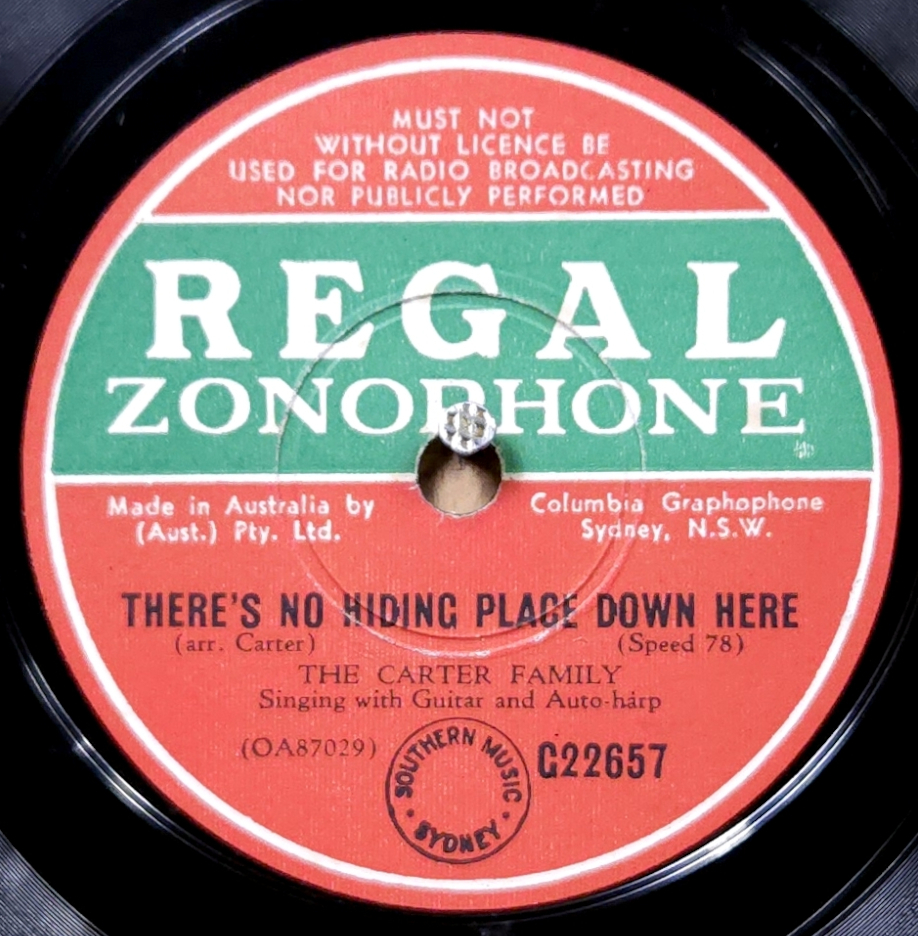 MUST NOT
WITHOUT LICENCE BE
USED FOR RADIO BROADCASTING
NOR PUBLICLY PERFORMED
REGAL
ZONOPHONE
Made in Australia by Columbia Graphophone
(Aust.) Pty. Ltd. Sydney, N.S.W.
THERE'S NO HIDING PLACE DOWN HERE
(arr. Carter) (Speed 78)
THE CARTER FAMILY
Singing with Guitar and Auto-harp
(OA87029) G22657
SOUTHERN MUSIC
SYDNEY